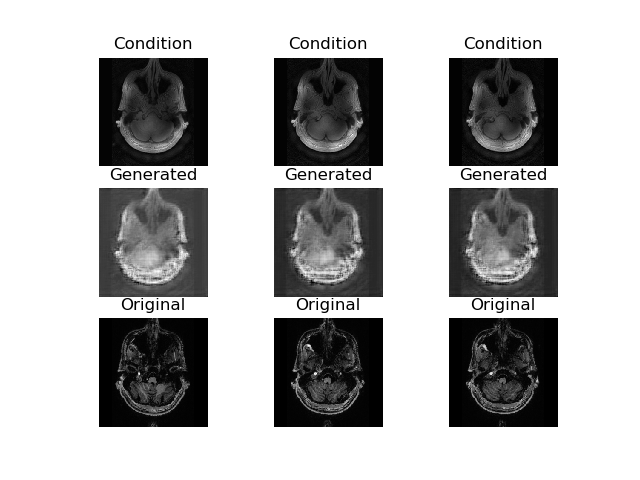 Condition Condition Condition
Generated Generated Generated
Original Original Original